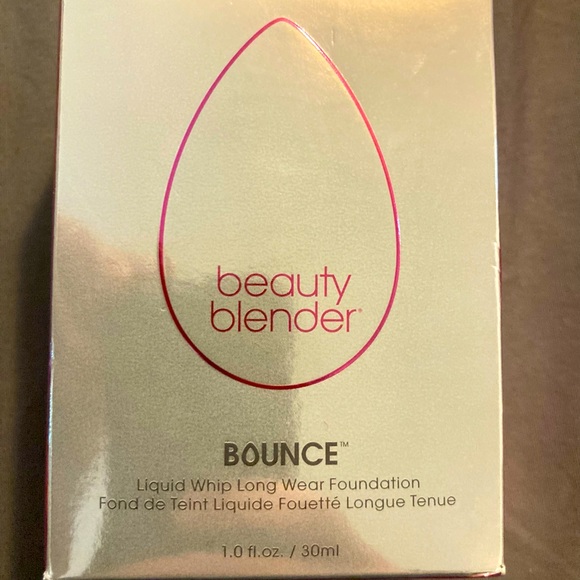 beauty
blender®
BOUNCE™
Liquid Whip Long Wear Foundation
Fond de Teint Liquide Fouetté Longue Tenue
1.0 fl.oz. / 30ml